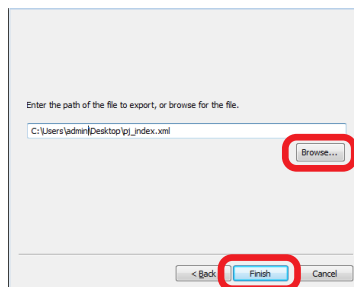 Enter the path of the file to export, or browse for the file.
C:\Users\admin\Desktop\pj_index.xml
Browse...
< Back Finish Cancel